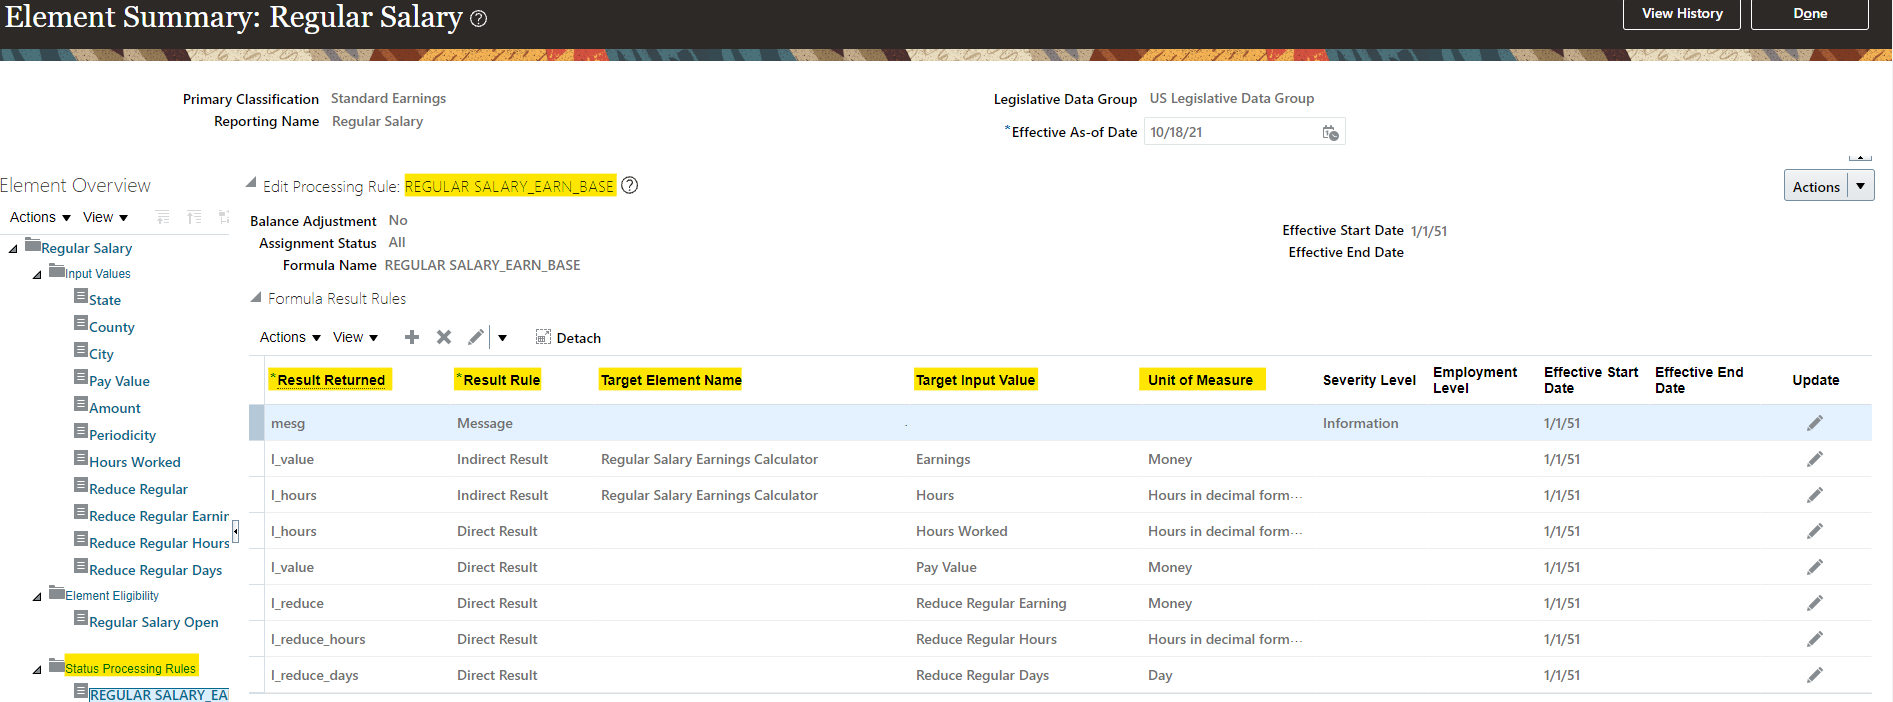 Element Summary: Regular Salary ?
View History
Done
Primary Classification Standard Earnings
Reporting Name Regular Salary
Legislative Data Group US Legislative Data Group
*Effective As-of Date 10/18/21
Element Overview
Actions View
Regular Salary
Input Values
State
County
City
Pay Value
Amount
Periodicity
Hours Worked
Reduce Regular
Reduce Regular Earnin
Reduce Regular Hours
Reduce Regular Days
Element Eligibility
Regular Salary Open
Status Processing Rules
REGULAR SALARY_EA
Edit Processing Rule: REGULAR SALARY_EARN_BASE ?
Actions
Balance Adjustment No
Assignment Status All
Formula Name REGULAR SALARY_EARN_BASE
Effective Start Date 1/1/51
Effective End Date
Formula Result Rules
Actions View Detach
*Result Returned *Result Rule Target Element Name Target Input Value Unit of Measure Severity Level Employment Level Effective Start Date Effective End Date Update
mesg Message . Information 1/1/51
l_value Indirect Result Regular Salary Earnings Calculator Earnings Money 1/1/51
l_hours Indirect Result Regular Salary Earnings Calculator Hours Hours in decimal form... 1/1/51
l_hours Direct Result Hours Worked Hours in decimal form... 1/1/51
l_value Direct Result Pay Value Money 1/1/51
l_reduce Direct Result Reduce Regular Earning Money 1/1/51
l_reduce_hours Direct Result Reduce Regular Hours Hours in decimal form... 1/1/51
l_reduce_days Direct Result Reduce Regular Days Day 1/1/51